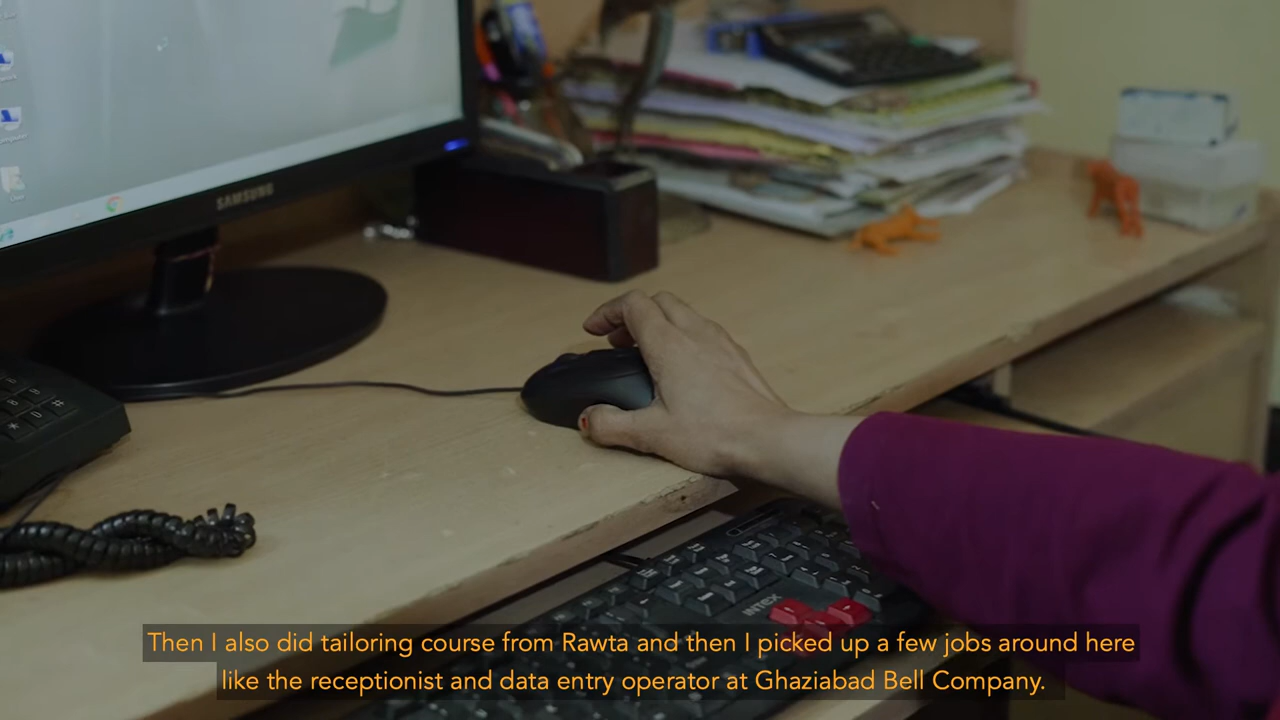 SAMSUNG
INTEX
Then I also did tailoring course from Rawta and then I picked up a few jobs around here
like the receptionist and data entry operator at Ghaziabad Bell Company.